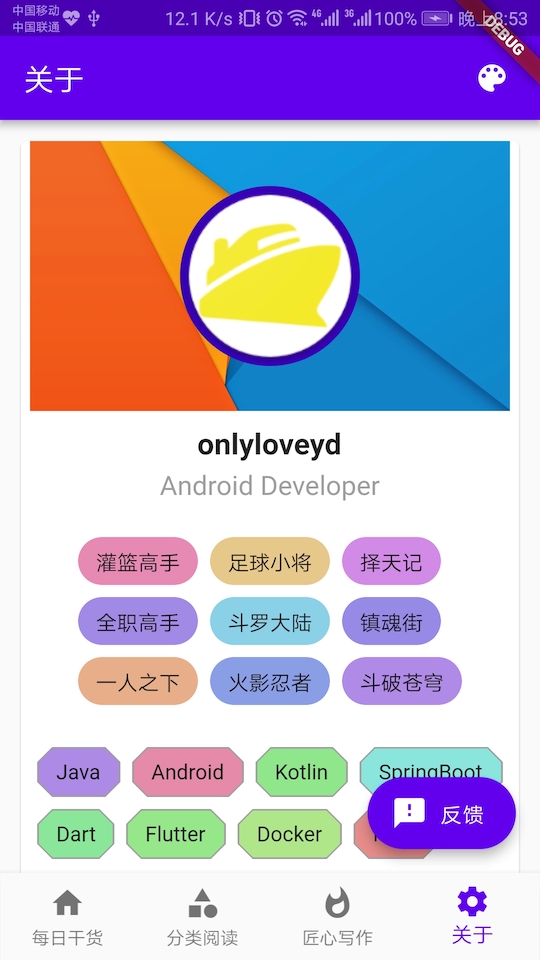 中国移动
中国联通
12.1 K/s 4G 3G 100% 晚上8:53
DEBUG
关于
onlyloveyd
Android Developer
灌篮高手 足球小将 择天记
全职高手 斗罗大陆 镇魂街
一人之下 火影忍者 斗破苍穹
Java Android Kotlin SpringBoot
Dart Flutter Docker
反馈
每日干货 分类阅读 匠心写作 关于